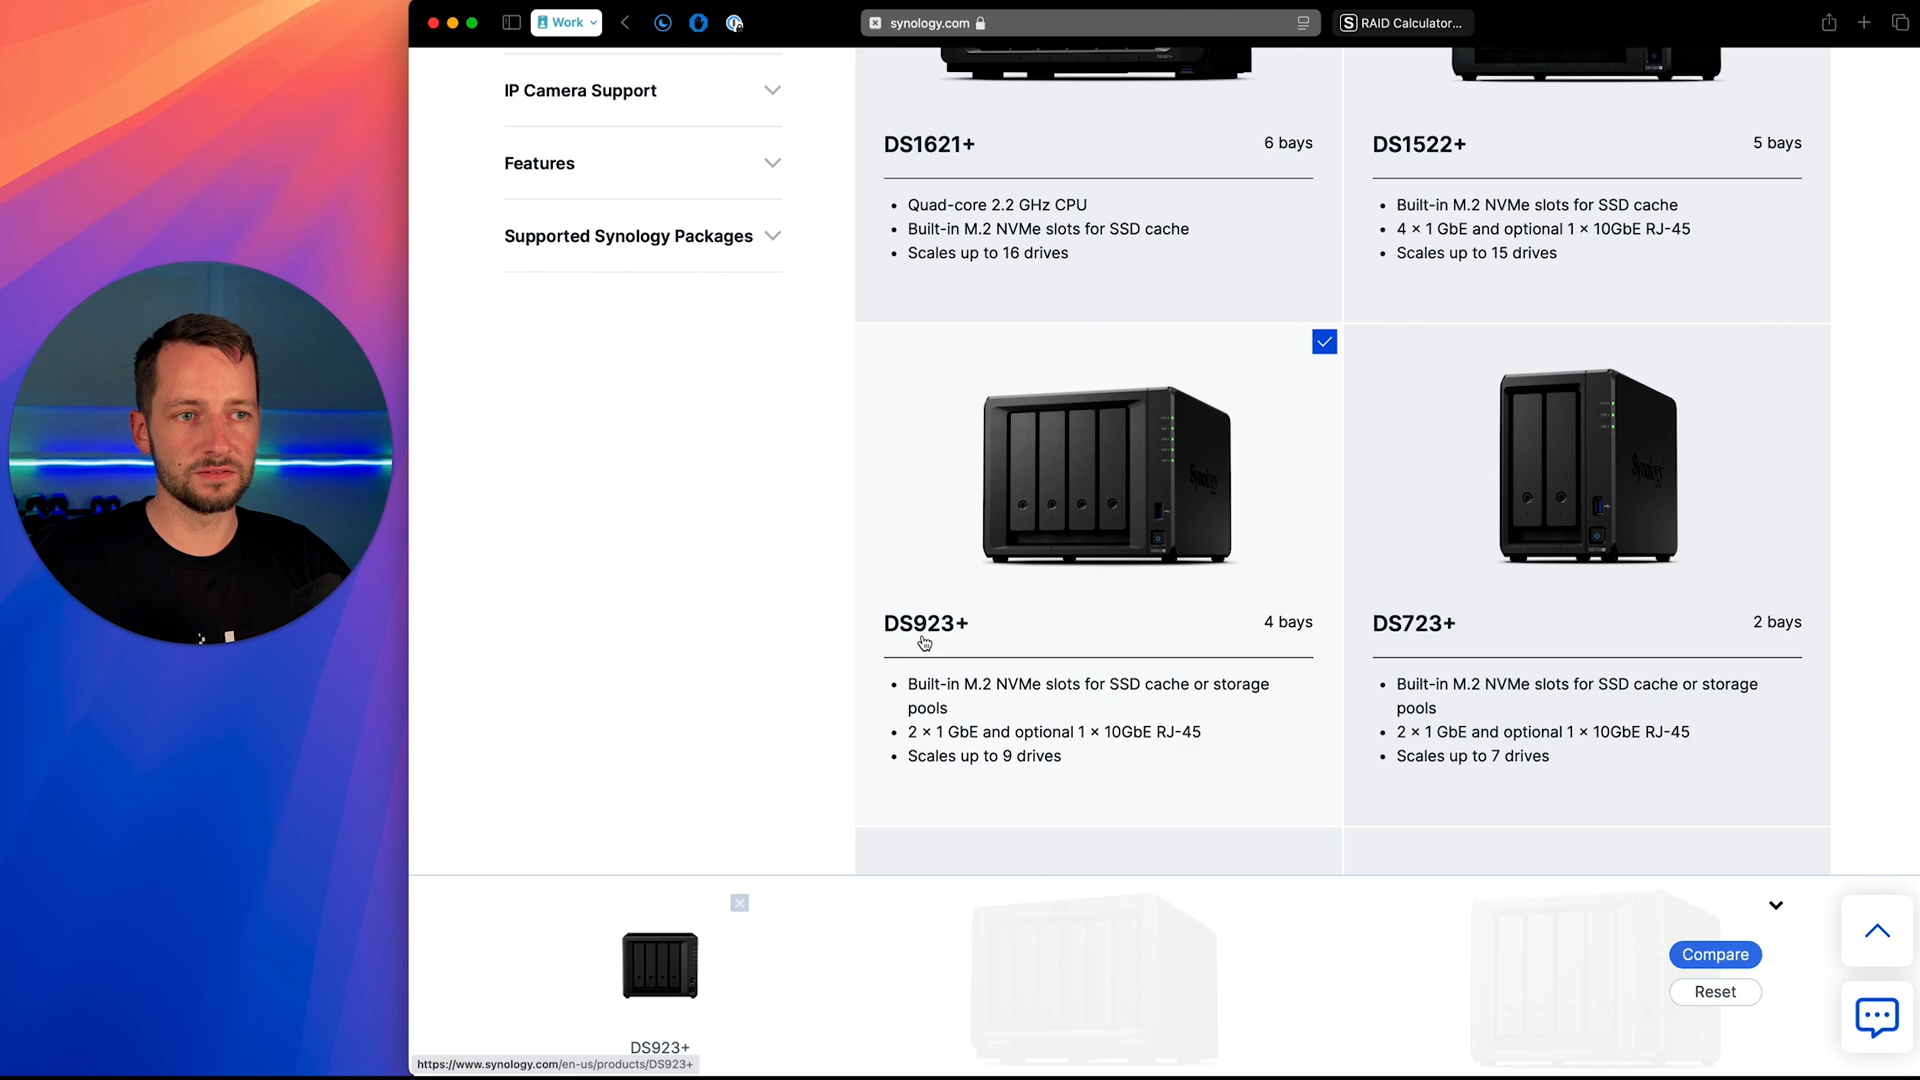 Work
synology.com
RAID Calculator...
IP Camera Support
Features
Supported Synology Packages
DS1621+
6 bays
• Quad-core 2.2 GHz CPU
• Built-in M.2 NVMe slots for SSD cache
• Scales up to 16 drives
DS1522+
5 bays
• Built-in M.2 NVMe slots for SSD cache
• 4 × 1 GbE and optional 1 × 10GbE RJ-45
• Scales up to 15 drives
Synology
DS923+
4 bays
• Built-in M.2 NVMe slots for SSD cache or storage
pools
• 2 × 1 GbE and optional 1 × 10GbE RJ-45
• Scales up to 9 drives
Synology
DS723+
2 bays
• Built-in M.2 NVMe slots for SSD cache or storage
pools
• 2 × 1 GbE and optional 1 × 10GbE RJ-45
• Scales up to 7 drives
DS923+
Compare
Reset
https://www.synology.com/en-us/products/DS923+